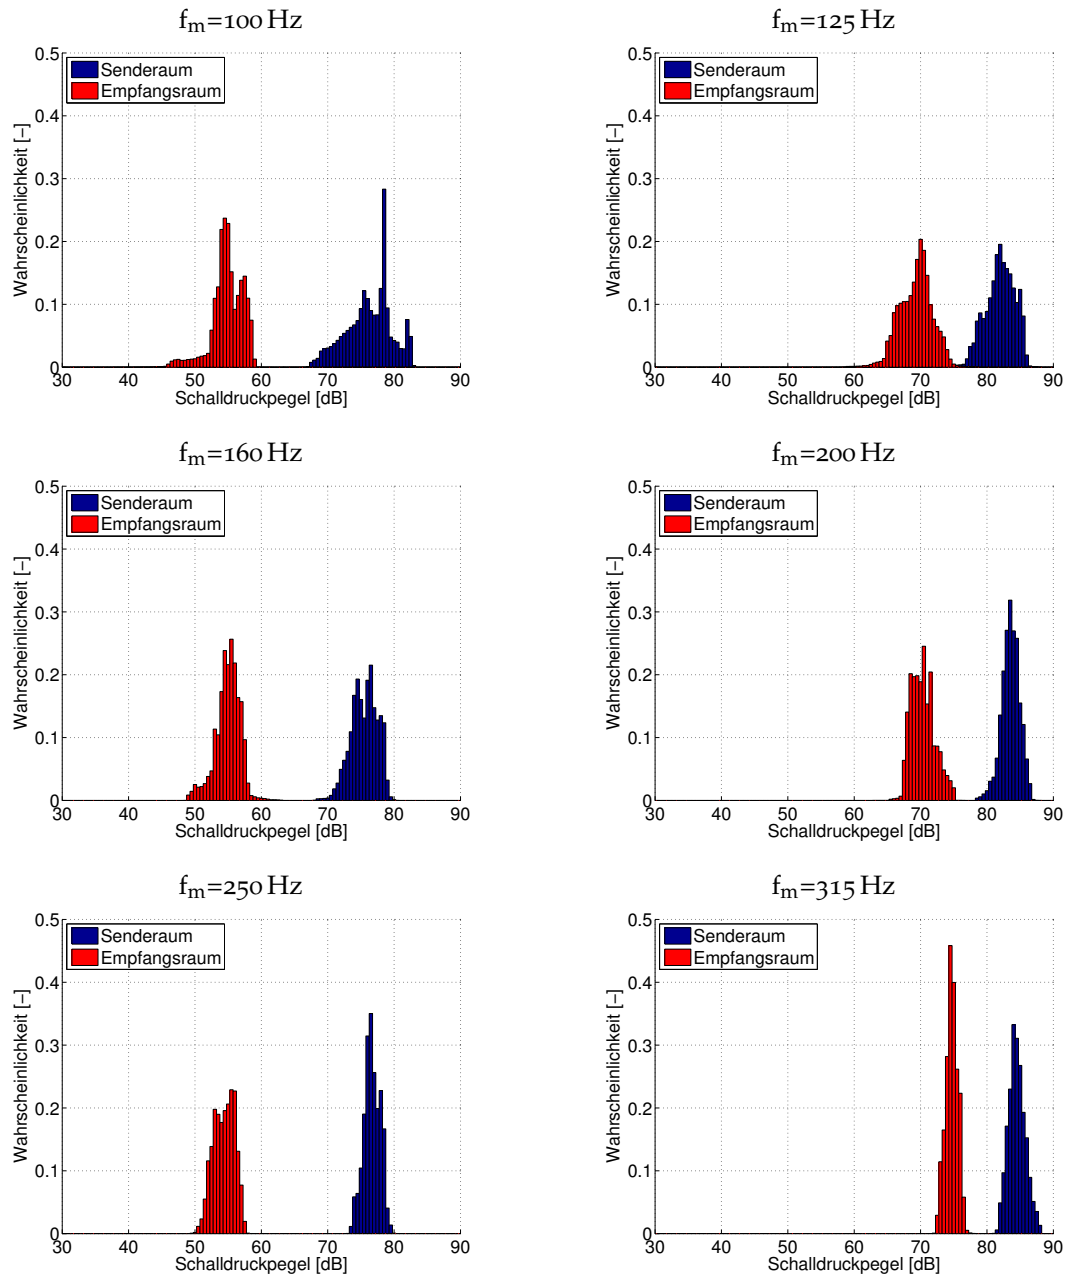 fm=100 Hz
0.5
0.4
0.3
0.2
0.1
0
Wahrscheinlichkeit [–]
Senderaum
Empfangsraum
30 40 50 60 70 80 90
Schalldruckpegel [dB]
fm=125 Hz
0.5
0.4
0.3
0.2
0.1
0
Wahrscheinlichkeit [–]
Senderaum
Empfangsraum
30 40 50 60 70 80 90
Schalldruckpegel [dB]
fm=160 Hz
0.5
0.4
0.3
0.2
0.1
0
Wahrscheinlichkeit [–]
Senderaum
Empfangsraum
30 40 50 60 70 80 90
Schalldruckpegel [dB]
fm=200 Hz
0.5
0.4
0.3
0.2
0.1
0
Wahrscheinlichkeit [–]
Senderaum
Empfangsraum
30 40 50 60 70 80 90
Schalldruckpegel [dB]
fm=250 Hz
0.5
0.4
0.3
0.2
0.1
0
Wahrscheinlichkeit [–]
Senderaum
Empfangsraum
30 40 50 60 70 80 90
Schalldruckpegel [dB]
fm=315 Hz
0.5
0.4
0.3
0.2
0.1
0
Wahrscheinlichkeit [–]
Senderaum
Empfangsraum
30 40 50 60 70 80 90
Schalldruckpegel [dB]